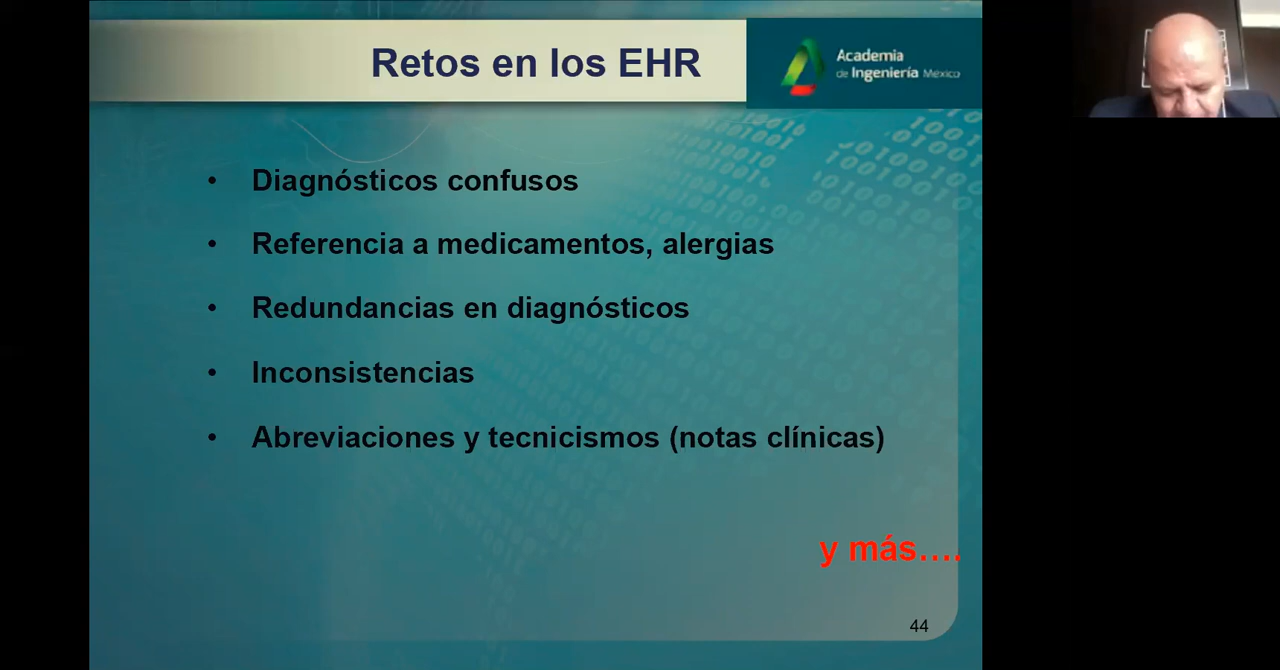 Retos en los EHR
Academia
de Ingeniería México
• Diagnósticos confusos
• Referencia a medicamentos, alergias
• Redundancias en diagnósticos
• Inconsistencias
• Abreviaciones y tecnicismos (notas clínicas)
y más....
44